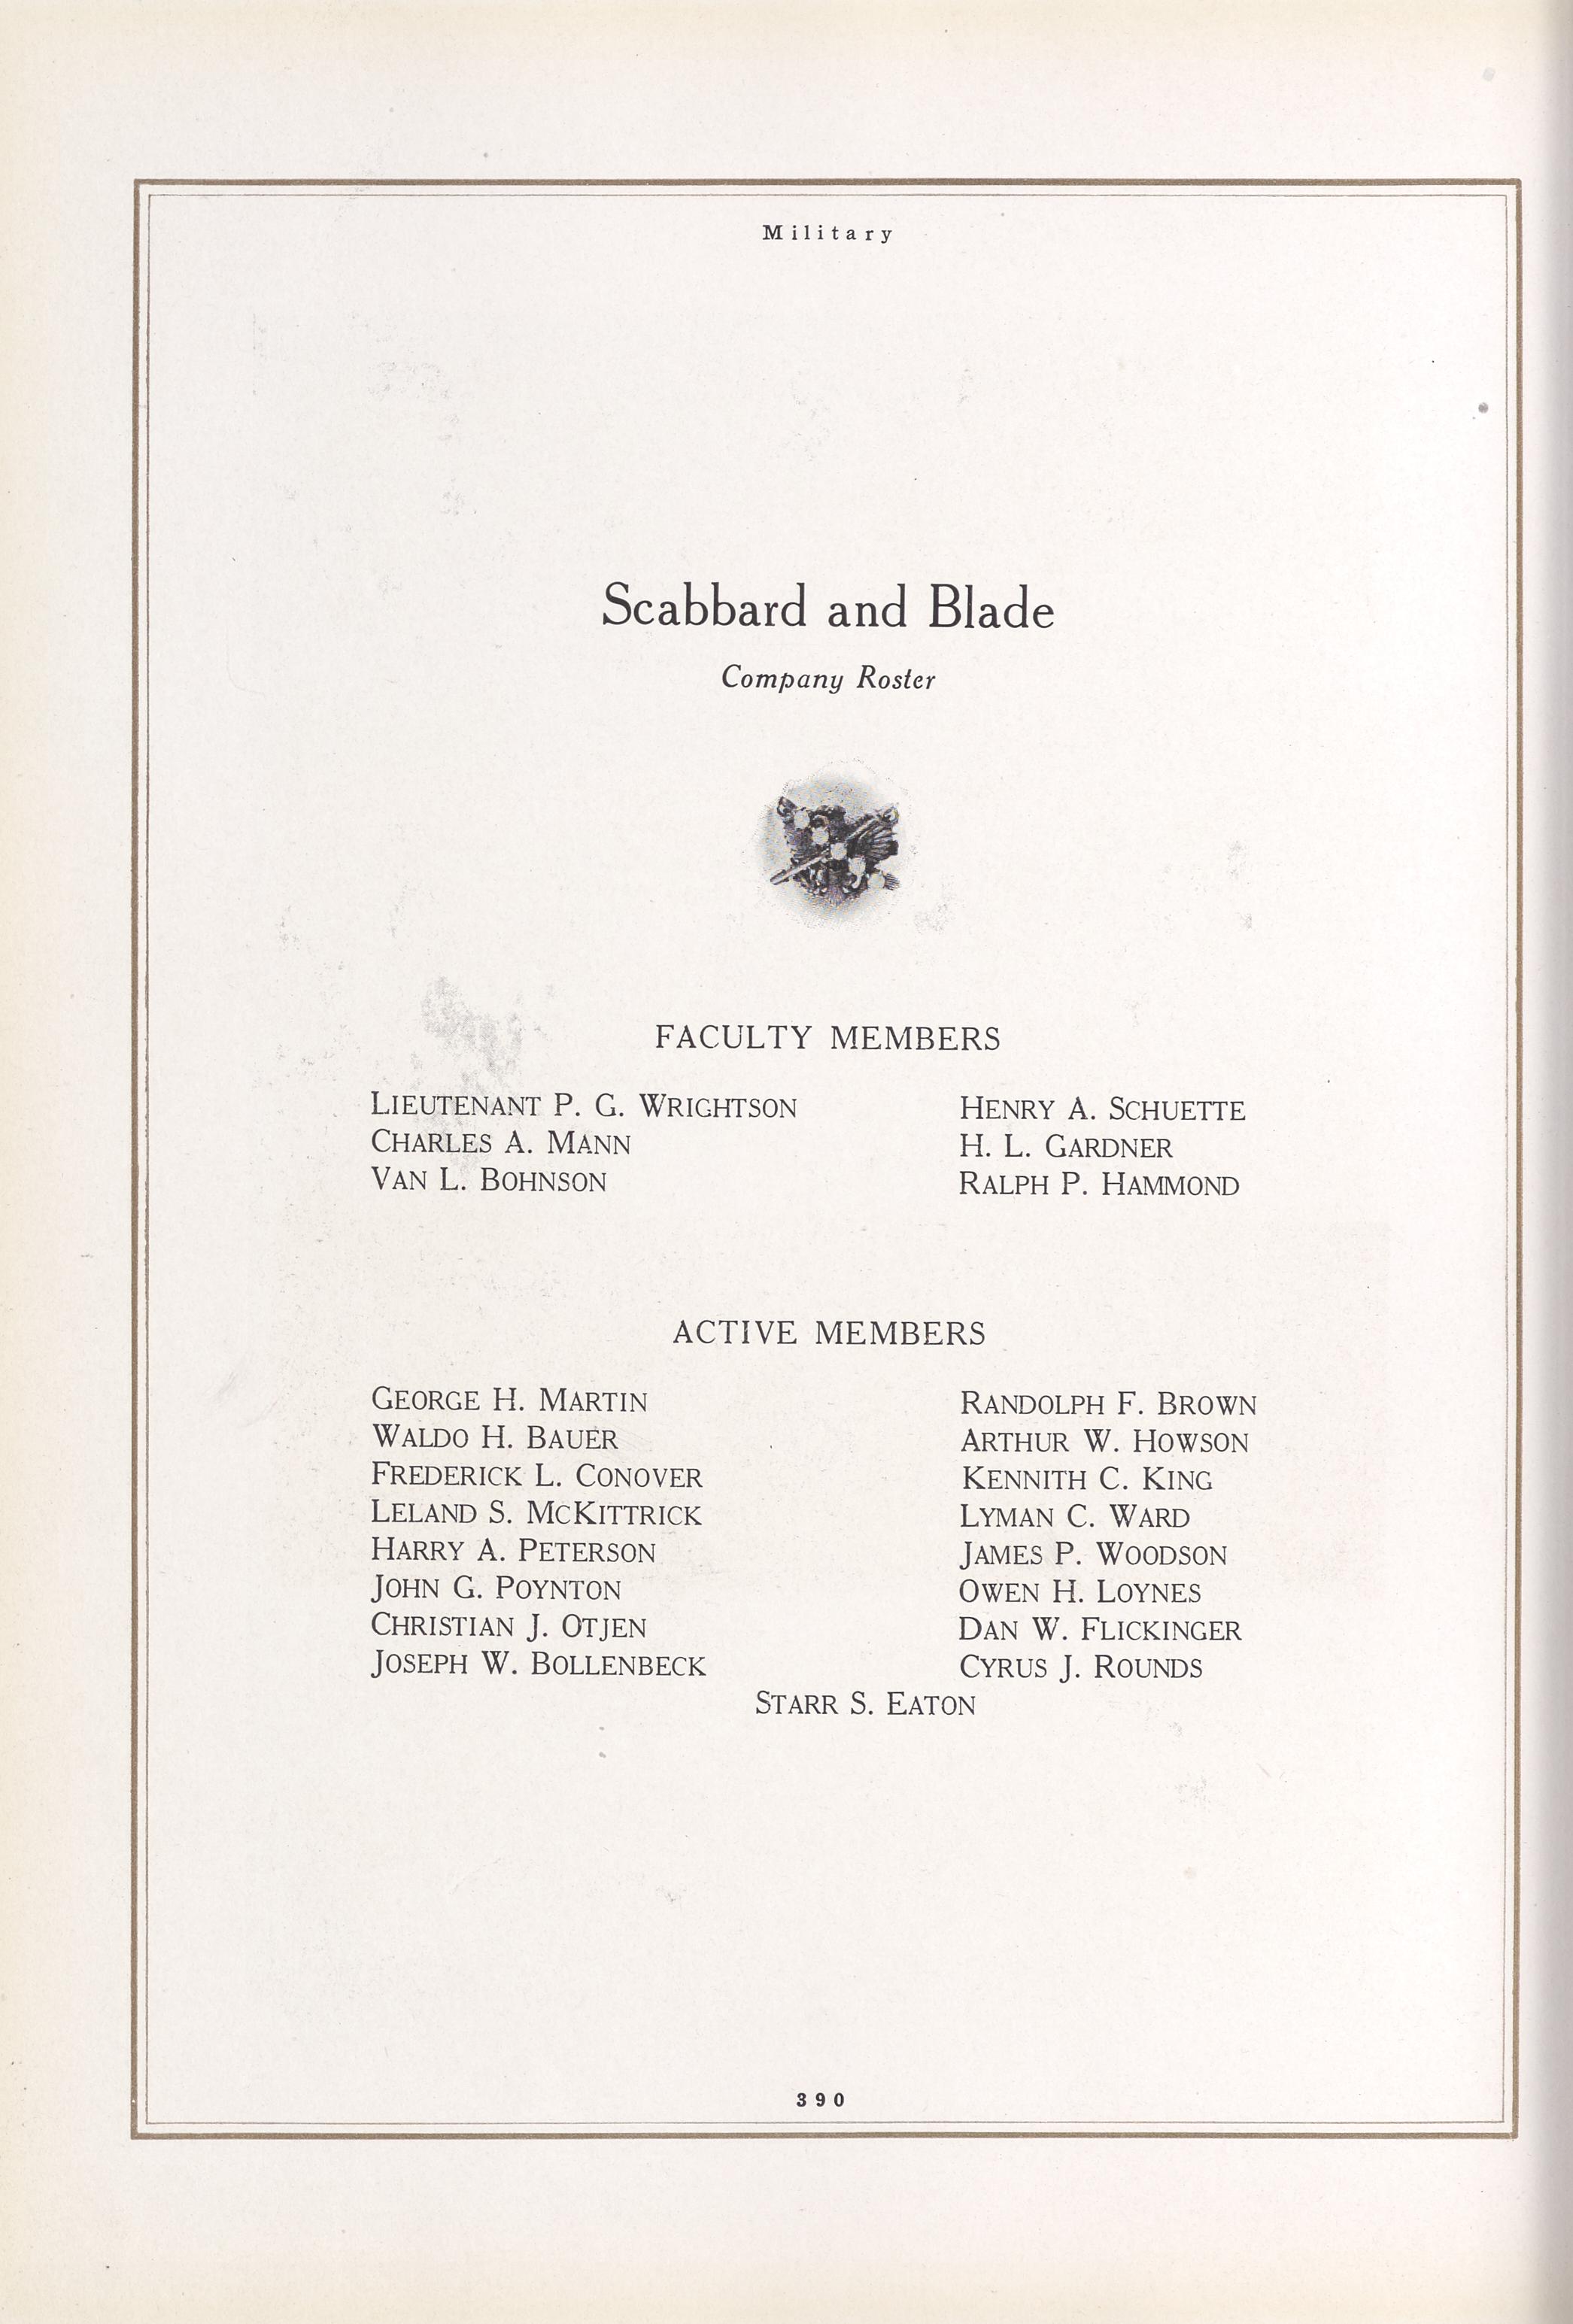 Military
Scabbard and Blade
Company Roster
FACULTY MEMBERS
LIEUTENANT P. G. WRIGHTSON
CHARLES A. MANN
VAN L. BOHNSON
HENRY A. SCHUETTE
H. L. GARDNER
RALPH P. HAMMOND
ACTIVE MEMBERS
GEORGE H. MARTIN
WALDO H. BAUER
FREDERICK L. CONOVER
LELAND S. MCKITTRICK
HARRY A. PETERSON
JOHN G. POYNTON
CHRISTIAN J. OTJEN
JOSEPH W. BOLLENBECK
RANDOLPH F. BROWN
ARTHUR W. HOWSON
KENNITH C. KING
LYMAN C. WARD
JAMES P. WOODSON
OWEN H. LOYNES
DAN W. FLICKINGER
CYRUS J. ROUNDS
STARR S. EATON
390